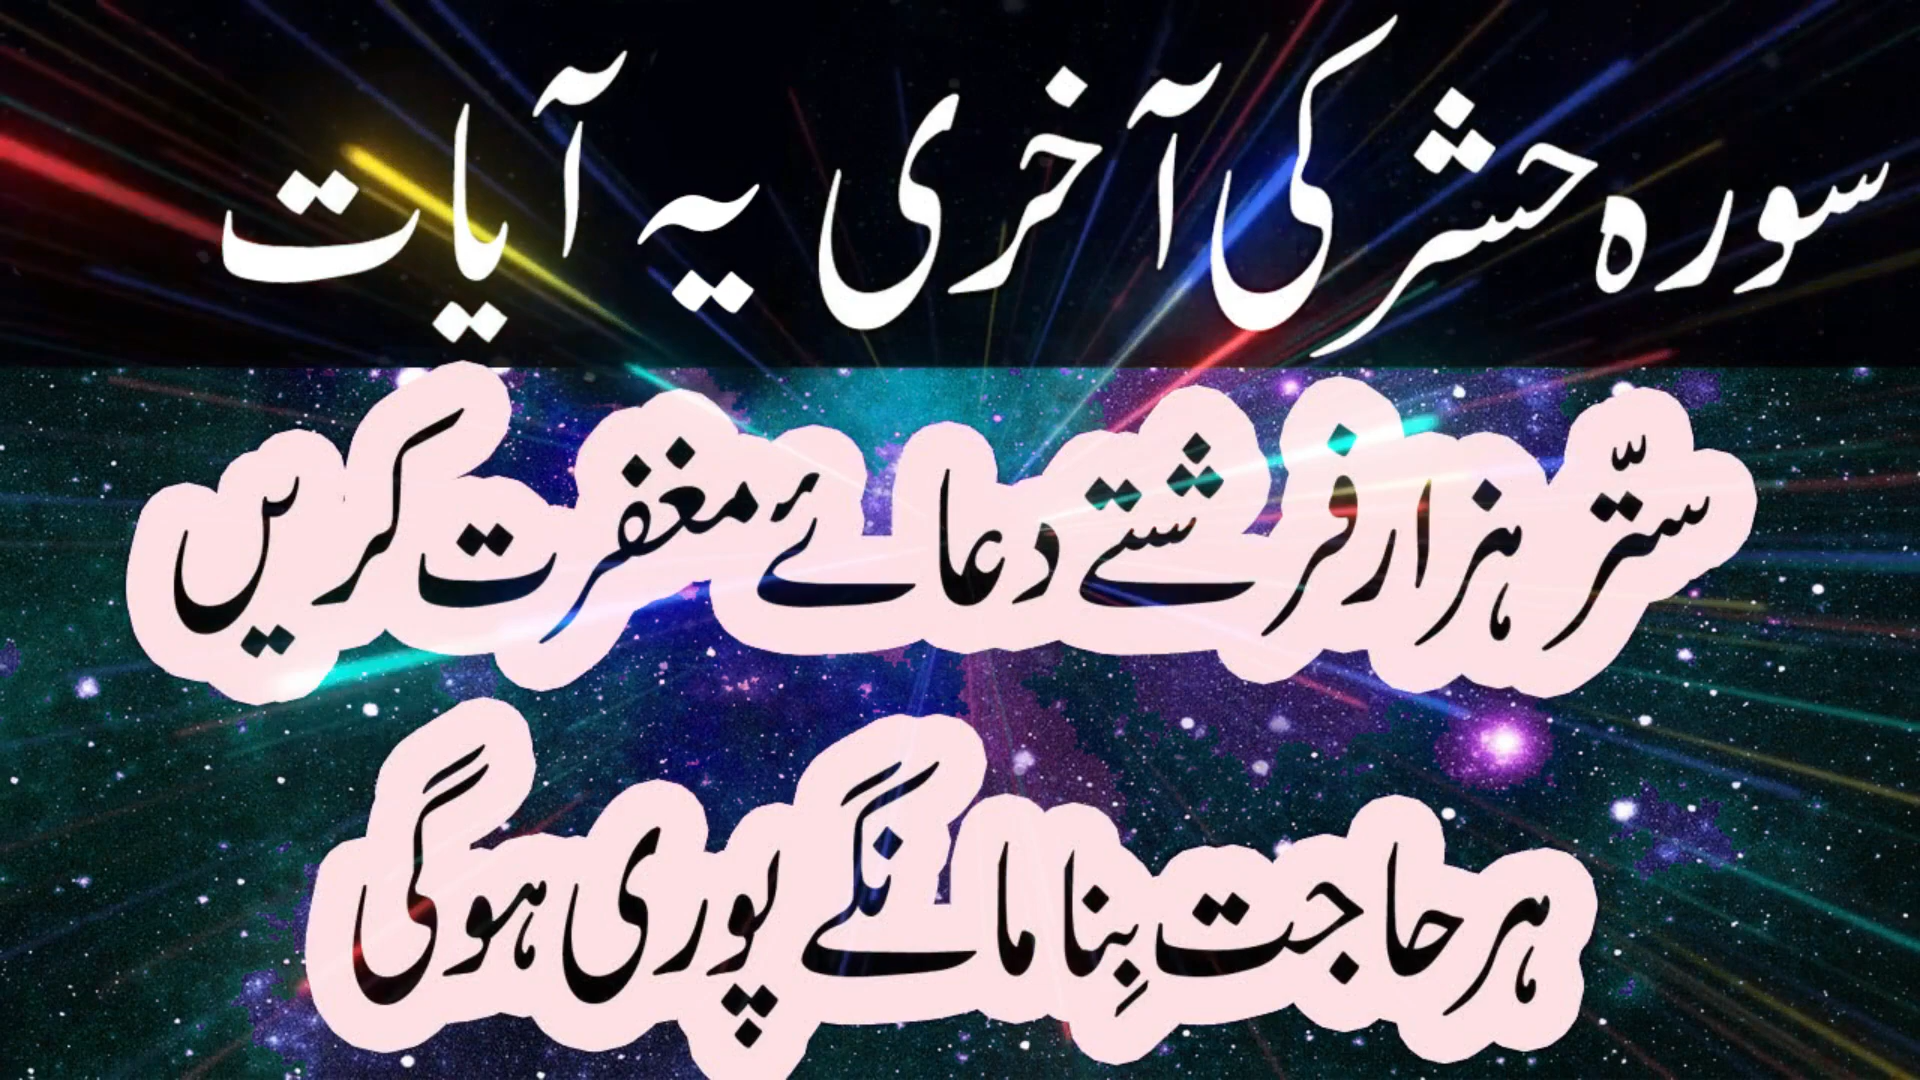 سورہ حشر کی آخری یہ آیات
ستّر ہزار فرشتے دعائے مغفرت کریں
ہر حاجت بِنا مانگے پوری ہوگی